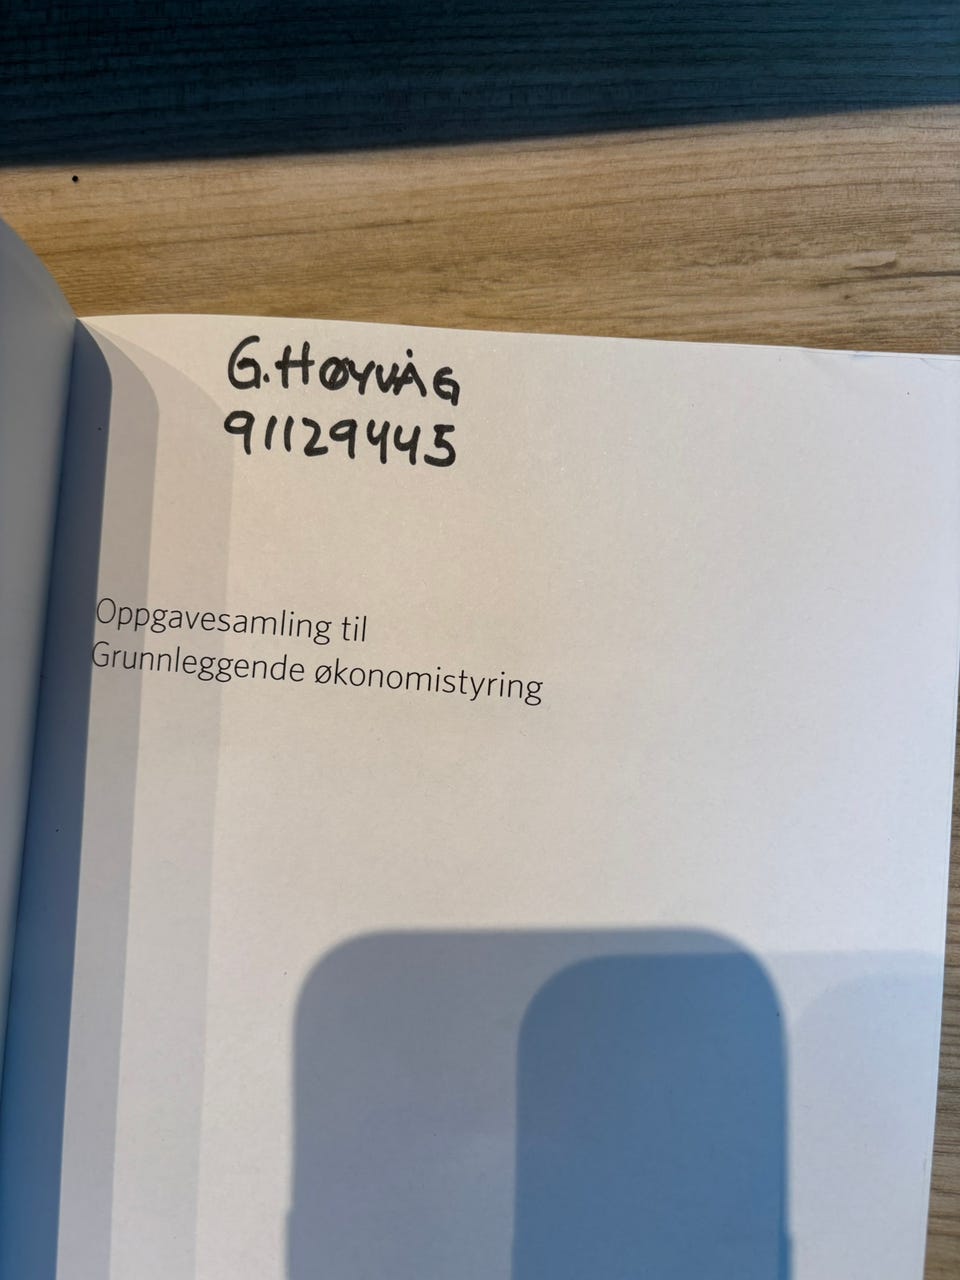 G. HØYVÅG
91129445
Oppgavesamling til
Grunnleggende økonomistyring